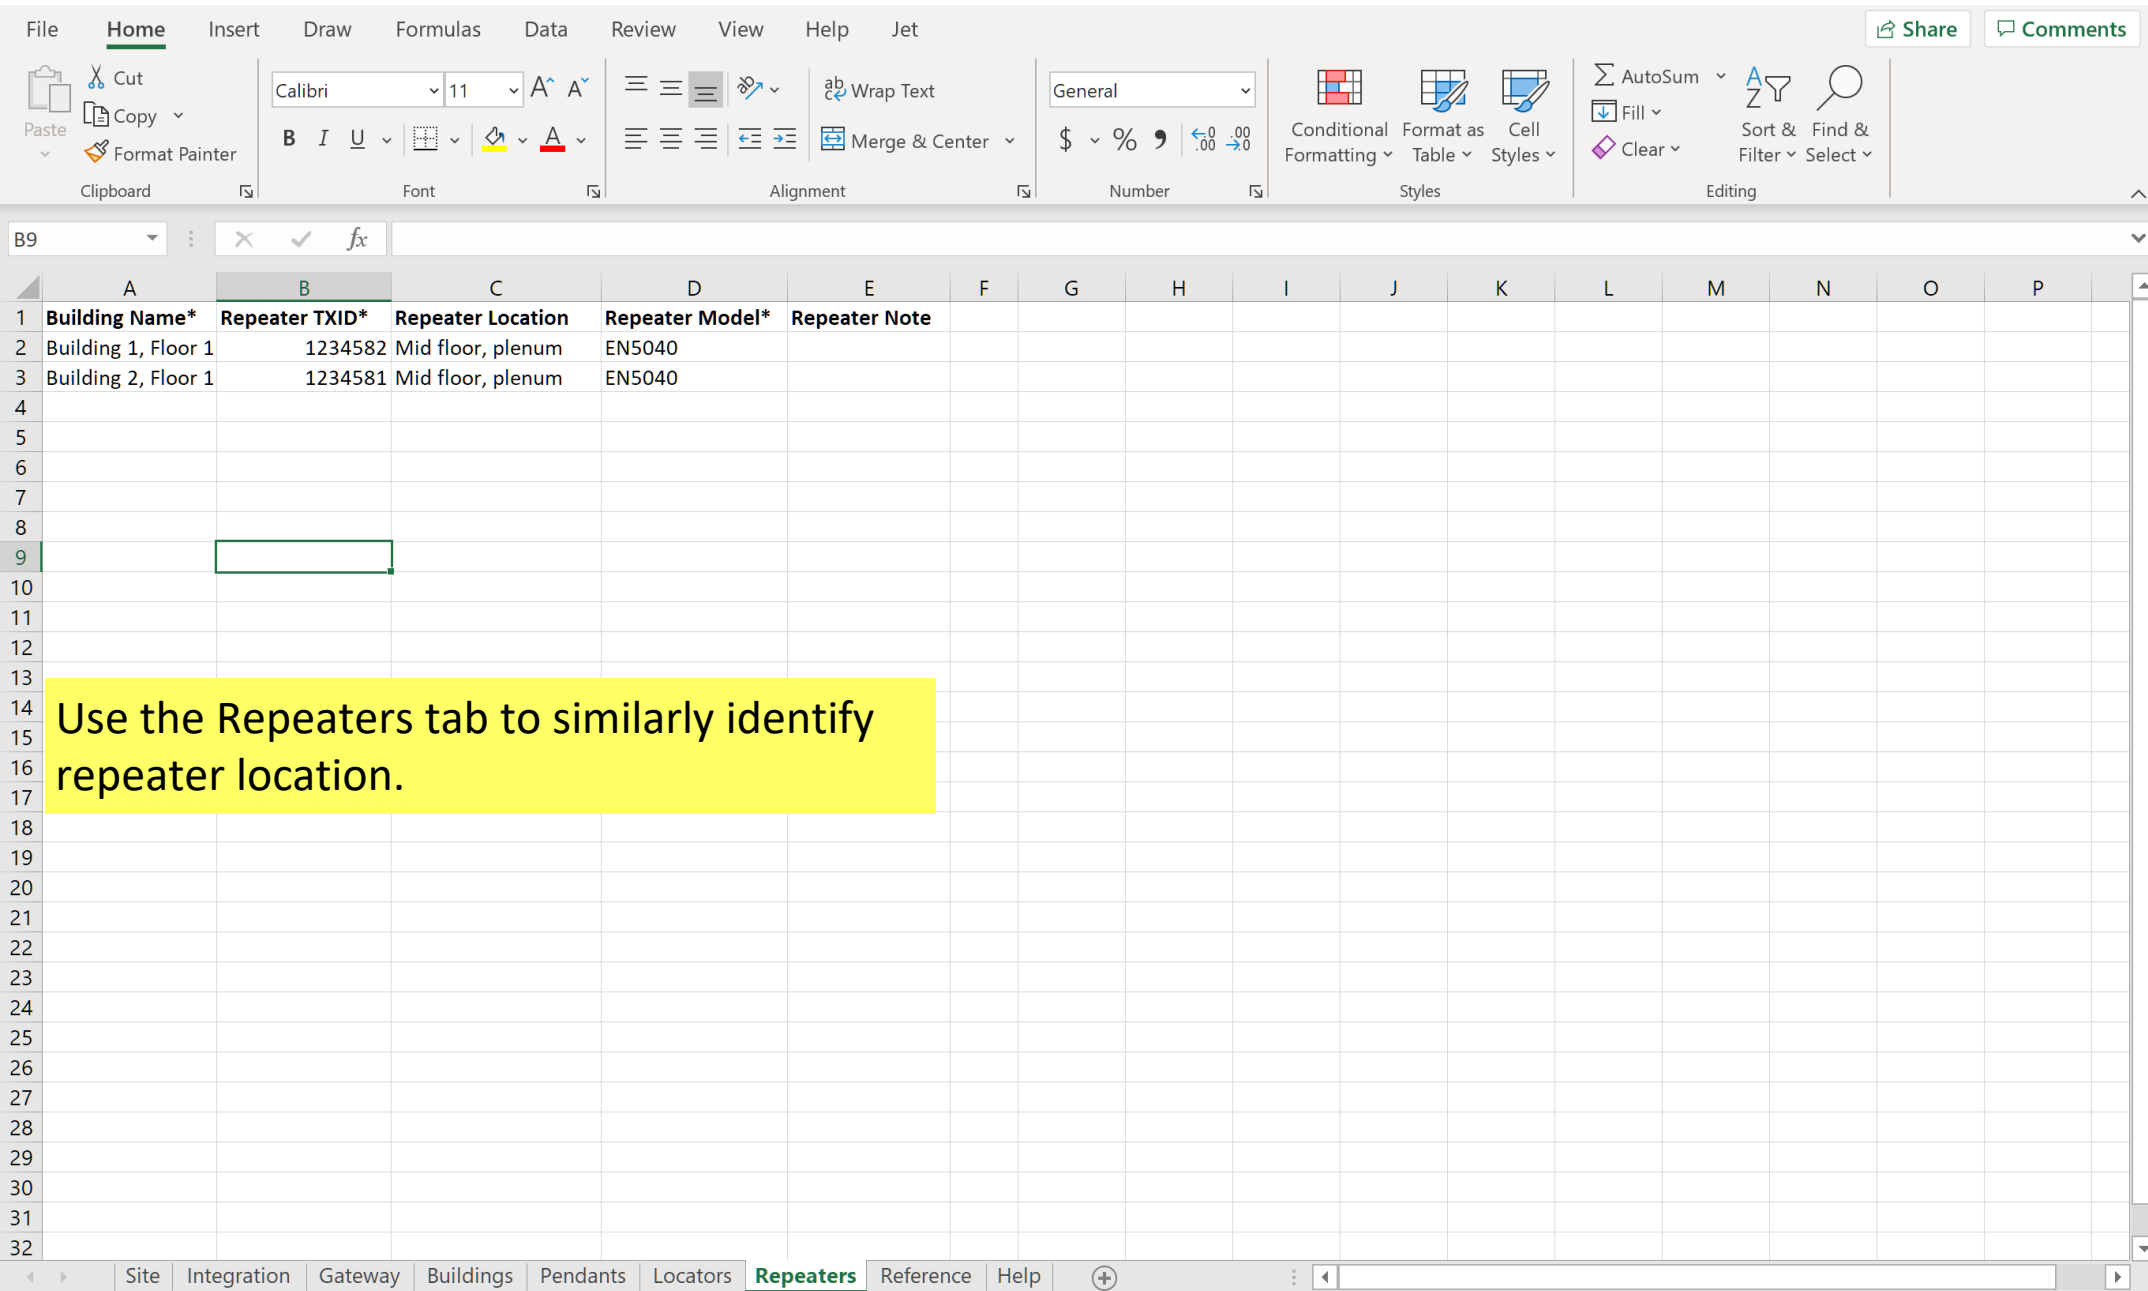 File Home Insert Draw Formulas Data Review View Help Jet Share Comments
Paste Cut Calibri 11 Wrap Text General Conditional Formatting Format as Table Cell Styles AutoSum Sort & Filter Find & Select
Copy Fill
Format Painter B I U Merge & Center $ % Clear
Clipboard Font Alignment Number Styles Editing
B9 fx
A B C D E F G H I J K L M N O P
1 Building Name* Repeater TXID* Repeater Location Repeater Model* Repeater Note
2 Building 1, Floor 1 1234582 Mid floor, plenum EN5040
3 Building 2, Floor 1 1234581 Mid floor, plenum EN5040
4
5
6
7
8
9
10
11
12
13
14
15
16
17
Use the Repeaters tab to similarly identify
repeater location.
18
19
20
21
22
23
24
25
26
27
28
29
30
31
32
Site Integration Gateway Buildings Pendants Locators Repeaters Reference Help